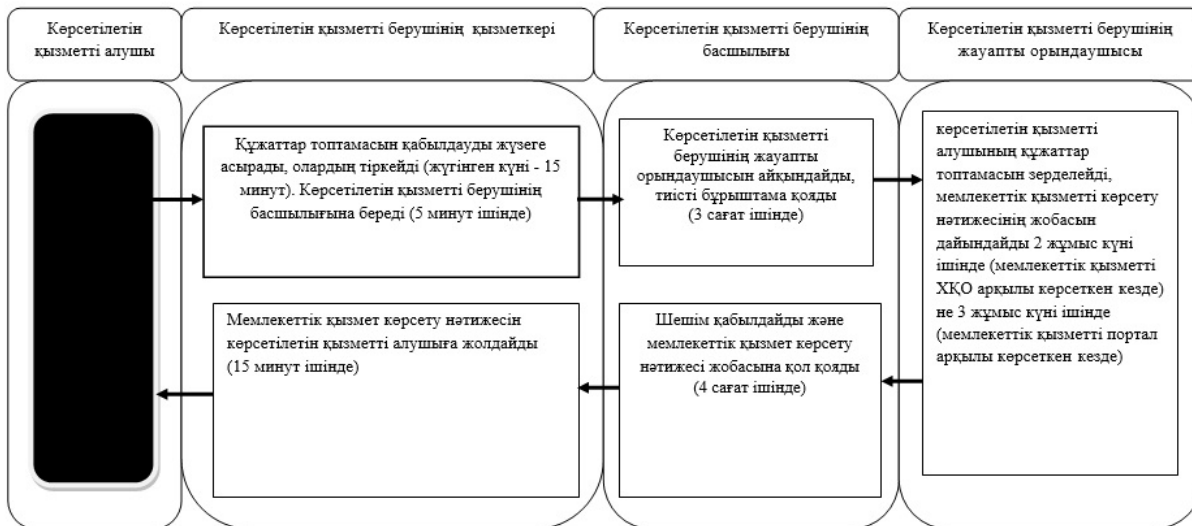 Көрсетілетін
қызметті алушы
Көрсетілетін қызметті берушінің қызметкері
Көрсетілетін қызметті берушінің
басшылығы
Көрсетілетін қызметті берушінің
жауапты орындаушысы
Құжаттар топтамасын қабылдауды жүзеге
асырады, олардың тіркейді (жүгінген күні - 15
минут). Көрсетілетін қызметті берушінің
басшылығына береді (5 минут ішінде)
Көрсетілетін қызметті
берушінің жауапты
орындаушысын айқындайды,
тиісті бұрыштама қояды
(3 сағат ішінде)
көрсетілетін қызметті
алушының құжаттар
топтамасын зерделейді,
мемлекеттік қызметті көрсету
нәтижесінің жобасын
дайындайды 2 жұмыс күні
ішінде (мемлекеттік қызметті
ХҚО арқылы көрсеткен кезде)
не 3 жұмыс күні ішінде
(мемлекеттік қызметті портал
арқылы көрсеткен кезде)
Мемлекеттік қызмет көрсету нәтижесін
көрсетілетін қызметті алушыға жолдайды
(15 минут ішінде)
Шешім қабылдайды және
мемлекеттік қызмет көрсету
нәтижесі жобасына қол қояды
(4 сағат ішінде)